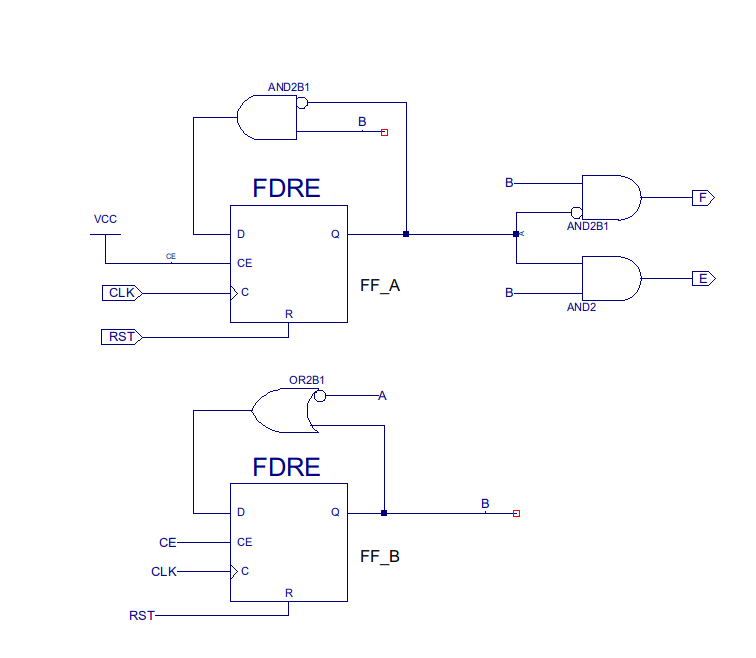 AND2B1
B
FDRE
VCC
D
Q
CE
CE
CLK
C
FF_A
R
RST
B
F
AND2B1
A
E
B
AND2
OR2B1
A
FDRE
D
Q
B
CE
CE
CLK
C
FF_B
R
RST